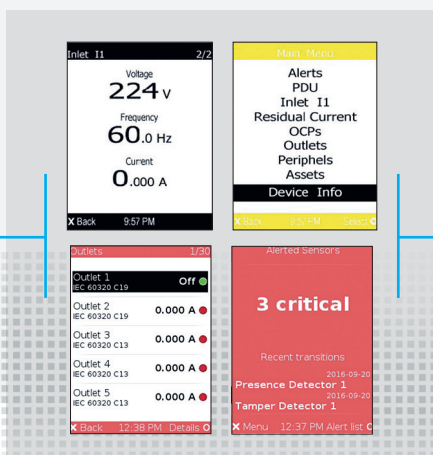 Inlet I1 2/2
Voltage
224 v
Frequency
60.0 Hz
Current
0.000 A
X Back 9:57 PM
Main Menu
Alerts
PDU
Inlet I1
Residual Current
OCPs
Outlets
Periphels
Assets
Device Info
X Back 9:57 PM Select O
Outlets 1/30
Outlet 1 Off
IEC 60320 C19
Outlet 2 0.000 A
IEC 60320 C19
Outlet 3 0.000 A
IEC 60320 C13
Outlet 4 0.000 A
IEC 60320 C13
Outlet 5 0.000 A
IEC 60320 C13
X Back 12:38 PM Details O
Alerted Sensors
3 critical
Recent transitions
2016-09-20
Presence Detector 1
2016-09-20
Tamper Detector 1
X Menu 12:37 PM Alert list O